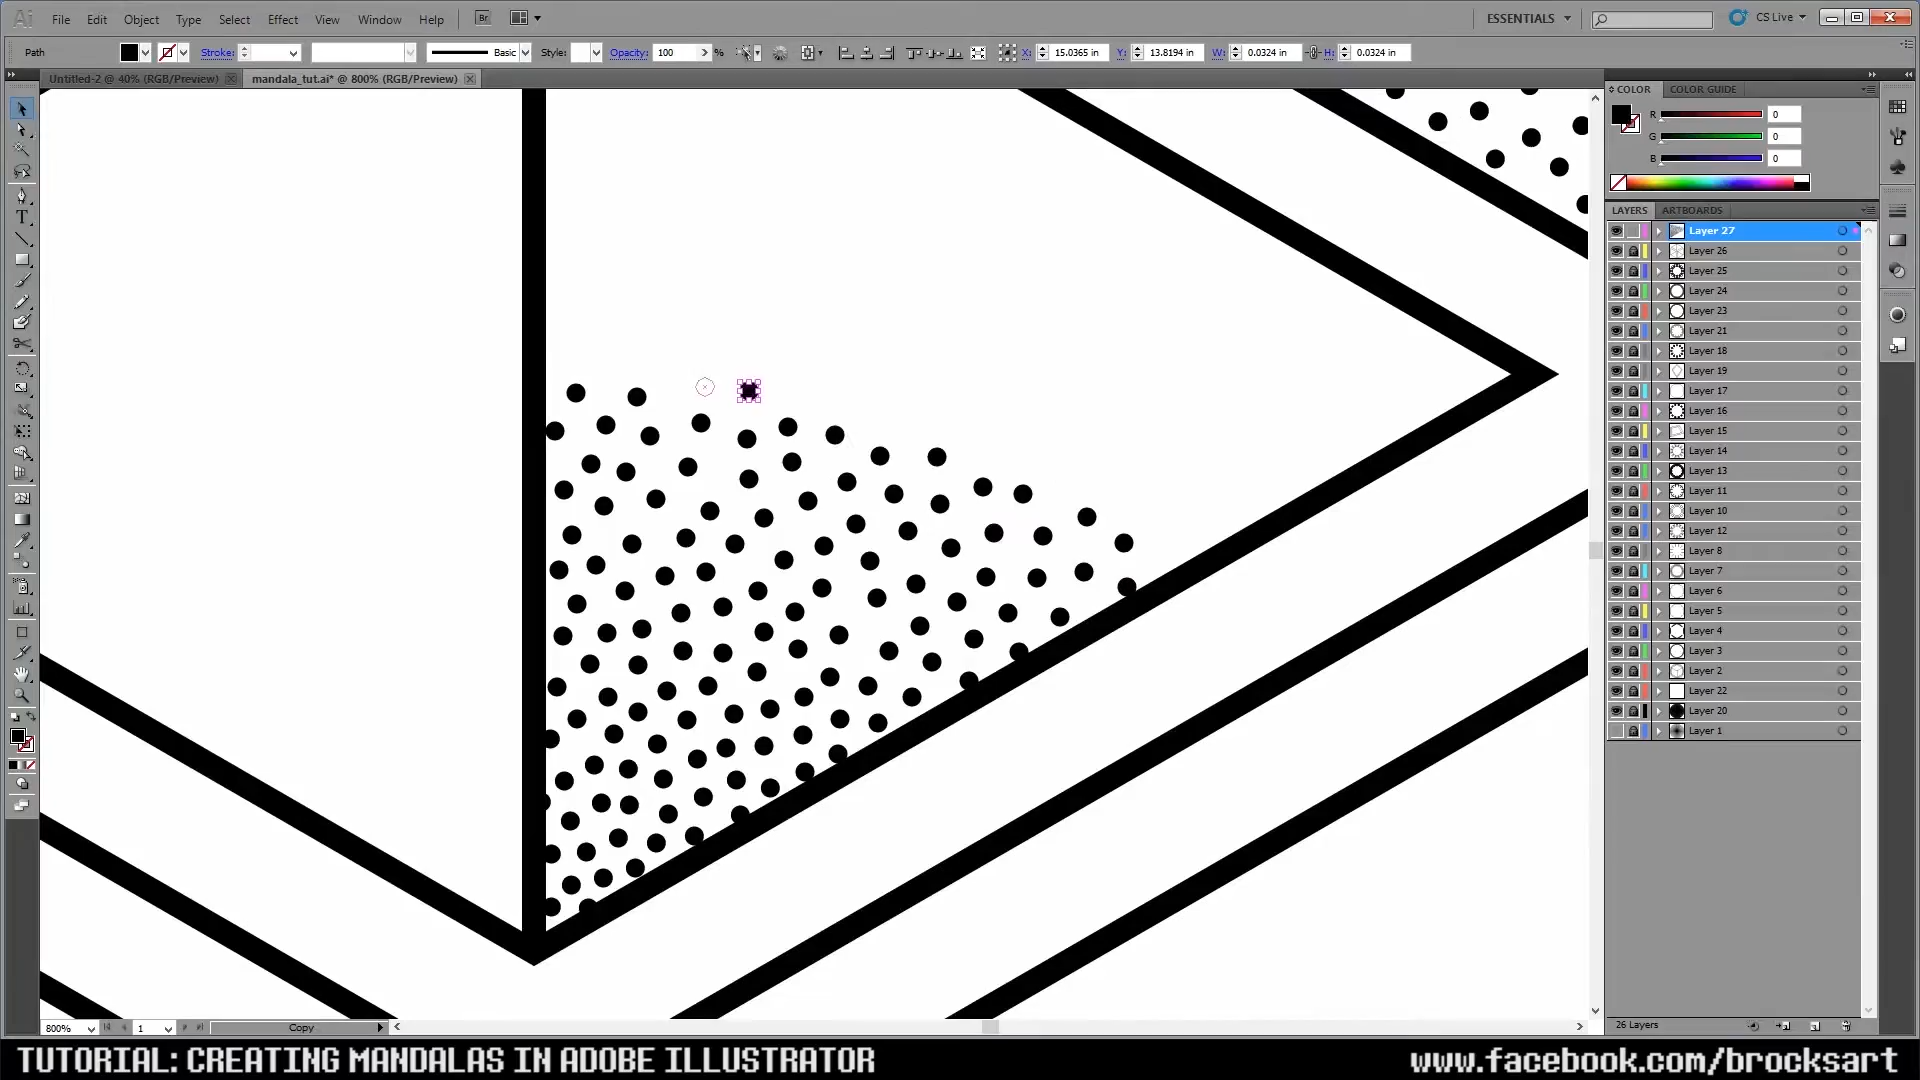 Ai File Edit Object Type Select Effect View Window Help Br ESSENTIALS CS Live
Path Stroke: Basic Style: Opacity: 100 % X: 15.0365 in Y: 13.8194 in W: 0.0324 in H: 0.0324 in
Untitled-2 @ 40% (RGB/Preview) mandala_tut.ai* @ 800% (RGB/Preview)
COLOR COLOR GUIDE
R 0
G 0
B 0
LAYERS ARTBOARDS
Layer 27
Layer 26
Layer 25
Layer 24
Layer 23
Layer 21
Layer 18
Layer 19
Layer 17
Layer 16
Layer 15
Layer 14
Layer 13
Layer 11
Layer 10
Layer 12
Layer 8
Layer 7
Layer 6
Layer 5
Layer 4
Layer 3
Layer 2
Layer 22
Layer 20
Layer 1
26 Layers
800% 1 Copy
TUTORIAL: CREATING MANDALAS IN ADOBE ILLUSTRATOR
www.facebook.com/brocksart